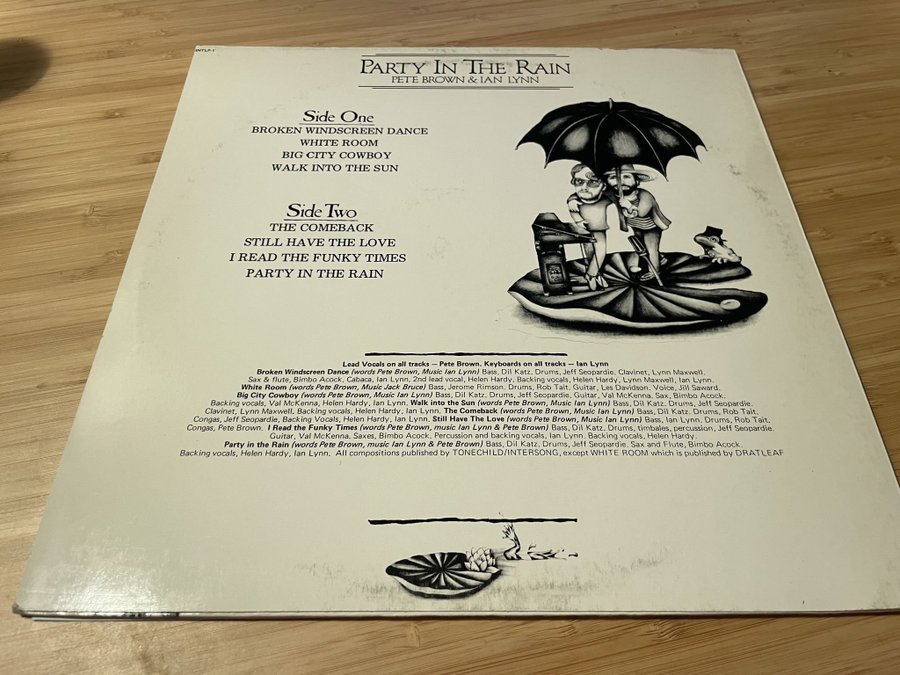 INTLP-1
PARTY IN THE RAIN
PETE BROWN & IAN LYNN
Side One
BROKEN WINDSCREEN DANCE
WHITE ROOM
BIG CITY COWBOY
WALK INTO THE SUN
Side Two
THE COMEBACK
STILL HAVE THE LOVE
I READ THE FUNKY TIMES
PARTY IN THE RAIN
Lead Vocals on all tracks — Pete Brown. Keyboards on all tracks — Ian Lynn
Broken Windscreen Dance (words Pete Brown, Music Ian Lynn) Bass, Dil Katz, Drums, Jeff Seopardie, Clavinet, Lynn Maxwell.
Sax & flute, Bimbo Acock, Cabaca, Ian Lynn, 2nd lead vocal, Helen Hardy, Backing vocals, Helen Hardy, Lynn Maxwell, Ian Lynn.
White Room (words Pete Brown, Music Jack Bruce) Bass, Jerome Rimson. Drums, Rob Tait, Guitar, Les Davidson. Voice, Jill Saward.
Big City Cowboy (words Pete Brown, Music Ian Lynn) Bass, Dil Katz. Drums, Jeff Seopardie, Guitar, Val McKenna, Sax, Bimbo Acock.
Backing vocals, Val McKenna, Helen Hardy, Ian Lynn. Walk into the Sun (words Pete Brown, Music Ian Lynn) Bass, Dil Katz. Drums, Jeff Seopardie.
Clavinet, Lynn Maxwell. Backing vocals, Helen Hardy, Ian Lynn. The Comeback (words Pete Brown, Music Ian Lynn) Bass, Dil Katz, Drums, Rob Tait.
Congas, Jeff Seopardie, Backing Vocals, Helen Hardy, Ian Lynn. Still Have The Love (words Pete Brown, Music Ian Lynn) Bass, Dil Katz. Drums, Rob Tait,
Congas, Pete Brown. I Read the Funky Times (words Pete Brown, music Ian Lynn & Pete Brown) Bass, Dil Katz, Drums, timbales, percussion, Jeff Seopardie.
Guitar, Val McKenna, Saxes, Bimbo Acock, Percussion and backing vocals, Ian Lynn. Backing vocals, Helen Hardy.
Party in the Rain (words Pete Brown, music Ian Lynn & Pete Brown) Bass, Dil Katz, Drums, Jeff Seopardie. Sax and Flute, Bimbo Acock.
Backing vocals, Helen Hardy, Ian Lynn. All compositions published by TONECHILD/INTERSONG, except WHITE ROOM which is published by DRATLEAF